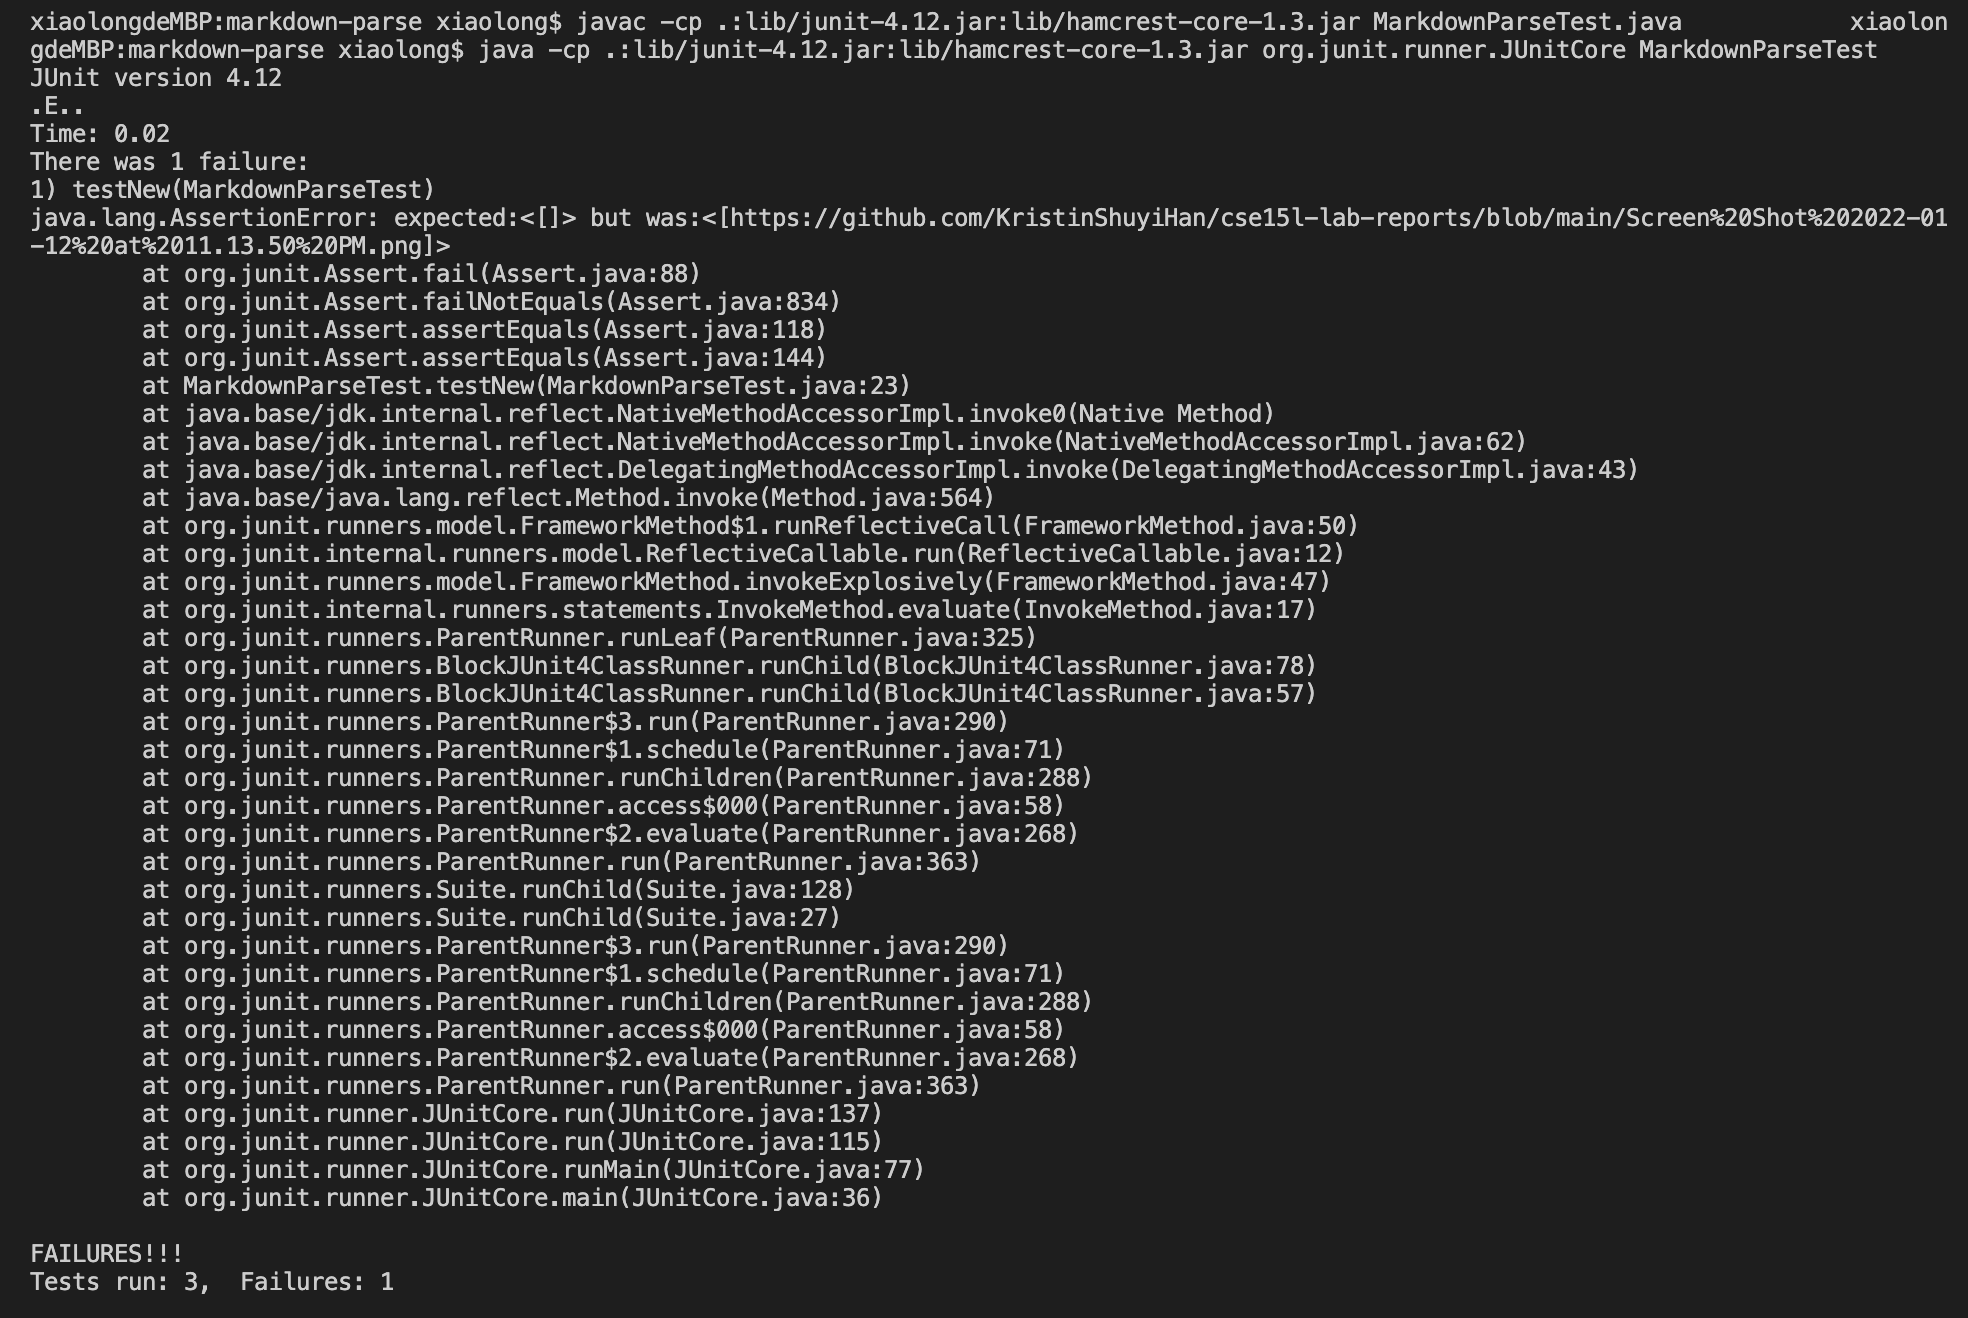 xiaolongdeMBP:markdown-parse xiaolong$ javac -cp .:lib/junit-4.12.jar:lib/hamcrest-core-1.3.jar MarkdownParseTest.java            xiaolon
gdeMBP:markdown-parse xiaolong$ java -cp .:lib/junit-4.12.jar:lib/hamcrest-core-1.3.jar org.junit.runner.JUnitCore MarkdownParseTest
JUnit version 4.12
.E..
Time: 0.02
There was 1 failure:
1) testNew(MarkdownParseTest)
java.lang.AssertionError: expected:<[]> but was:<[https://github.com/KristinShuyiHan/cse15l-lab-reports/blob/main/Screen%20Shot%202022-01
-12%20at%2011.13.50%20PM.png]>
        at org.junit.Assert.fail(Assert.java:88)
        at org.junit.Assert.failNotEquals(Assert.java:834)
        at org.junit.Assert.assertEquals(Assert.java:118)
        at org.junit.Assert.assertEquals(Assert.java:144)
        at MarkdownParseTest.testNew(MarkdownParseTest.java:23)
        at java.base/jdk.internal.reflect.NativeMethodAccessorImpl.invoke0(Native Method)
        at java.base/jdk.internal.reflect.NativeMethodAccessorImpl.invoke(NativeMethodAccessorImpl.java:62)
        at java.base/jdk.internal.reflect.DelegatingMethodAccessorImpl.invoke(DelegatingMethodAccessorImpl.java:43)
        at java.base/java.lang.reflect.Method.invoke(Method.java:564)
        at org.junit.runners.model.FrameworkMethod$1.runReflectiveCall(FrameworkMethod.java:50)
        at org.junit.internal.runners.model.ReflectiveCallable.run(ReflectiveCallable.java:12)
        at org.junit.runners.model.FrameworkMethod.invokeExplosively(FrameworkMethod.java:47)
        at org.junit.internal.runners.statements.InvokeMethod.evaluate(InvokeMethod.java:17)
        at org.junit.runners.ParentRunner.runLeaf(ParentRunner.java:325)
        at org.junit.runners.BlockJUnit4ClassRunner.runChild(BlockJUnit4ClassRunner.java:78)
        at org.junit.runners.BlockJUnit4ClassRunner.runChild(BlockJUnit4ClassRunner.java:57)
        at org.junit.runners.ParentRunner$3.run(ParentRunner.java:290)
        at org.junit.runners.ParentRunner$1.schedule(ParentRunner.java:71)
        at org.junit.runners.ParentRunner.runChildren(ParentRunner.java:288)
        at org.junit.runners.ParentRunner.access$000(ParentRunner.java:58)
        at org.junit.runners.ParentRunner$2.evaluate(ParentRunner.java:268)
        at org.junit.runners.ParentRunner.run(ParentRunner.java:363)
        at org.junit.runners.Suite.runChild(Suite.java:128)
        at org.junit.runners.Suite.runChild(Suite.java:27)
        at org.junit.runners.ParentRunner$3.run(ParentRunner.java:290)
        at org.junit.runners.ParentRunner$1.schedule(ParentRunner.java:71)
        at org.junit.runners.ParentRunner.runChildren(ParentRunner.java:288)
        at org.junit.runners.ParentRunner.access$000(ParentRunner.java:58)
        at org.junit.runners.ParentRunner$2.evaluate(ParentRunner.java:268)
        at org.junit.runners.ParentRunner.run(ParentRunner.java:363)
        at org.junit.runner.JUnitCore.run(JUnitCore.java:137)
        at org.junit.runner.JUnitCore.run(JUnitCore.java:115)
        at org.junit.runner.JUnitCore.runMain(JUnitCore.java:77)
        at org.junit.runner.JUnitCore.main(JUnitCore.java:36)

FAILURES!!!
Tests run: 3,  Failures: 1